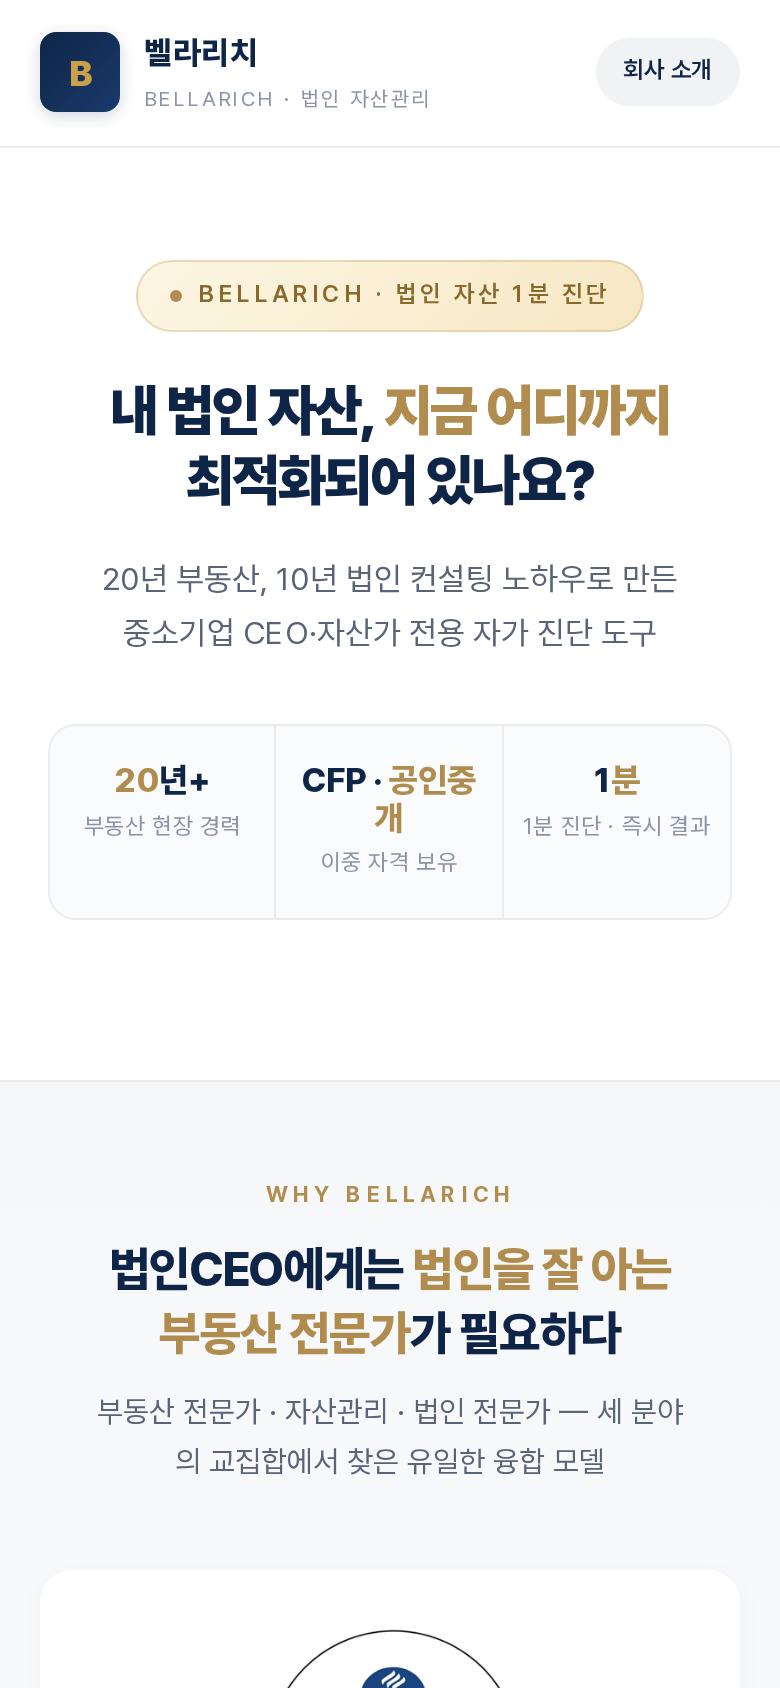 B
벨라리치
BELLARICH · 법인 자산관리
회사 소개
BELLARICH · 법인 자산 1분 진단
내 법인 자산, 지금 어디까지
최적화되어 있나요?
20년 부동산, 10년 법인 컨설팅 노하우로 만든
중소기업 CEO·자산가 전용 자가 진단 도구
20년+
부동산 현장 경력
CFP · 공인중
개
이중 자격 보유
1분
1분 진단 · 즉시 결과
WHY BELLARICH
법인CEO에게는 법인을 잘 아는
부동산 전문가가 필요하다
부동산 전문가 · 자산관리 · 법인 전문가 — 세 분야
의 교집합에서 찾은 유일한 융합 모델